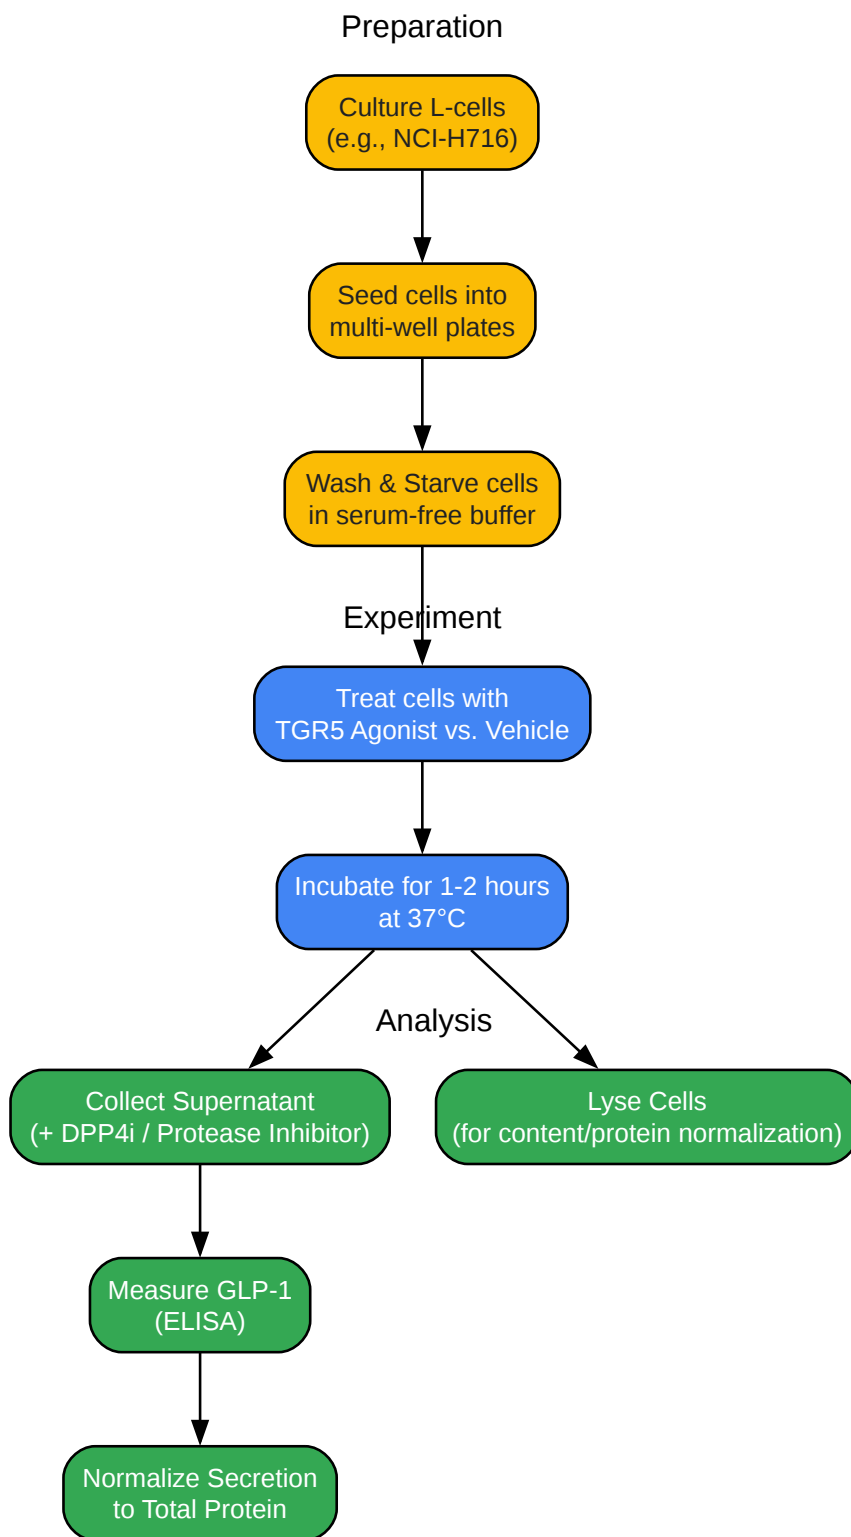 Preparation
Culture L-cells
(e.g., NCI-H716)
Seed cells into
multi-well plates
Wash & Starve cells
in serum-free buffer
Experiment
Treat cells with
TGR5 Agonist vs. Vehicle
Incubate for 1-2 hours
at 37°C
Analysis
Collect Supernatant
(+ DPP4i / Protease Inhibitor)
Lyse Cells
(for content/protein normalization)
Measure GLP-1
(ELISA)
Normalize Secretion
to Total Protein